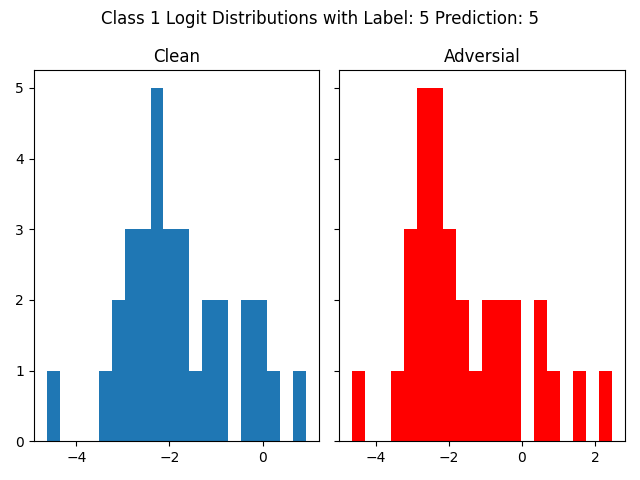 Class 1 Logit Distributions with Label: 5 Prediction: 5
Clean
Adversial
5
4
3
2
1
0
−4 −2 0
−4 −2 0 2